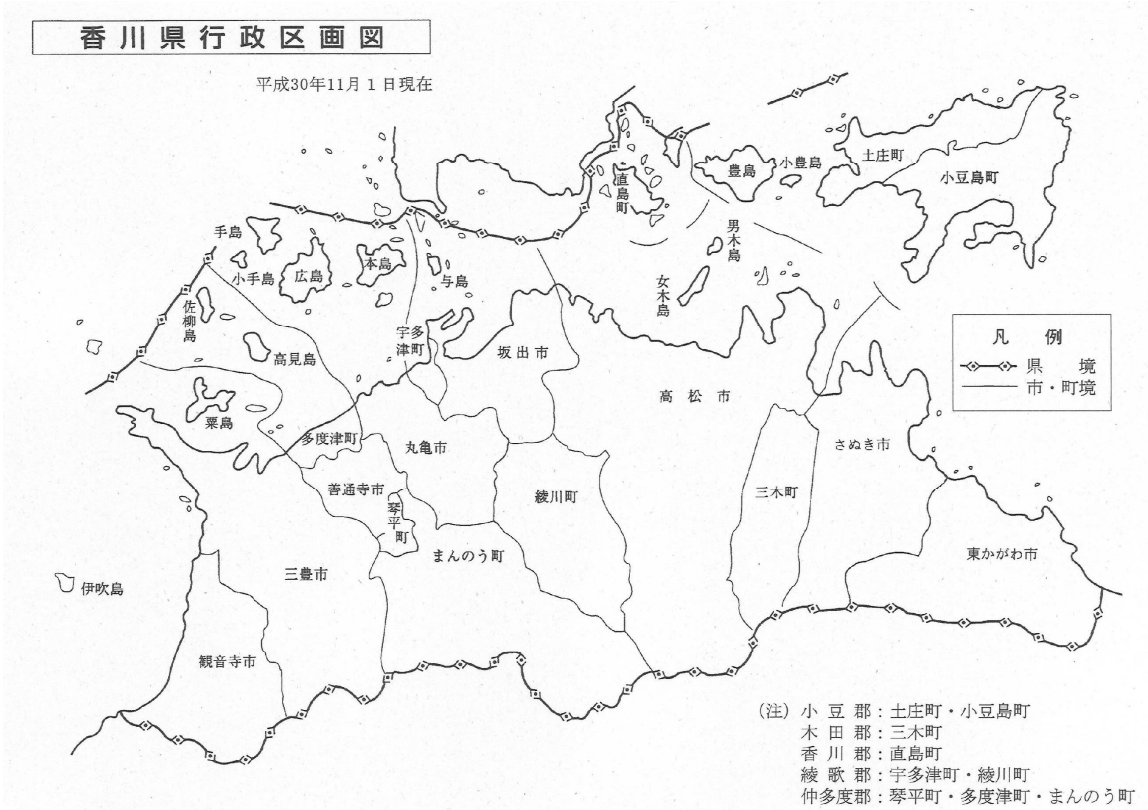 香川県行政区画図
平成30年11月１日現在
土庄町
小豊島
豊島
小豆島町
直島町
男木島
手島
小手島
広島
本島
与島
女木島
佐柳島
宇多津町
坂出市
高見島
凡例
県境
市・町境
高松市
粟島
多度津町
丸亀市
さぬき市
善通寺市
三木町
綾川町
琴平町
まんのう町
東かがわ市
三豊市
伊吹島
観音寺市
（注）小豆郡：土庄町・小豆島町
木田郡：三木町
香川郡：直島町
綾歌郡：宇多津町・綾川町
仲多度郡：琴平町・多度津町・まんのう町